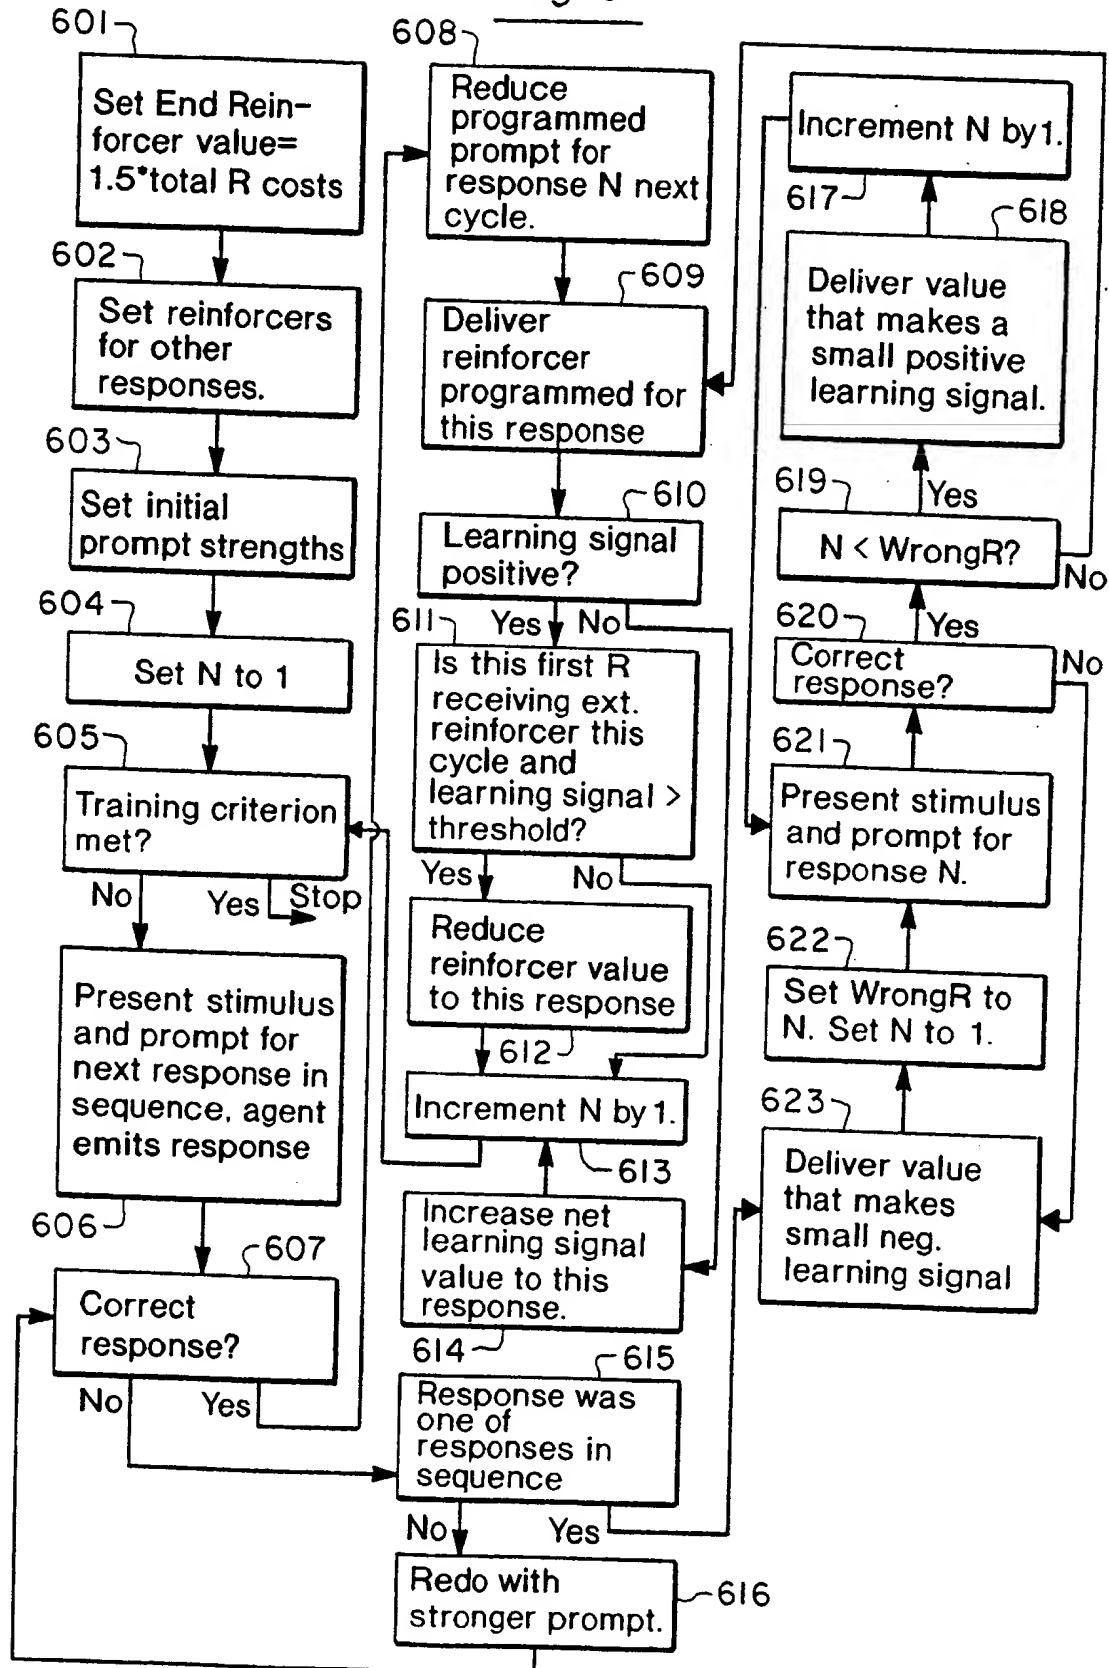 601
Set End Rein-
forcer value=
1.5*total R costs
602
Set reinforcers
for other
responses.
603
Set initial
prompt strengths
604
Set N to 1
605
Training criterion
met?
No
Yes
Stop
Present stimulus
and prompt for
next response in
sequence, agent
emits response
606
607
Correct
response?
No
Yes
608
Reduce
programmed
prompt for
response N next
cycle.
609
Deliver
reinforcer
programmed for
this response
610
Learning signal
positive?
611
Yes
No
Is this first R
receiving ext.
reinforcer this
cycle and
learning signal >
threshold?
Yes
No
Reduce
reinforcer value
to this response
612
Increment N by 1.
613
Increase net
learning signal
value to this
response.
614
615
Response was
one of
responses in
sequence
No
Yes
Redo with
stronger prompt.
616
Increment N by 1.
617
618
Deliver value
that makes a
small positive
learning signal.
619
Yes
N < WrongR?
No
620
Yes
Correct
response?
No
621
Present stimulus
and prompt for
response N.
622
Set WrongR to
N. Set N to 1.
623
Deliver value
that makes
small neg.
learning signal